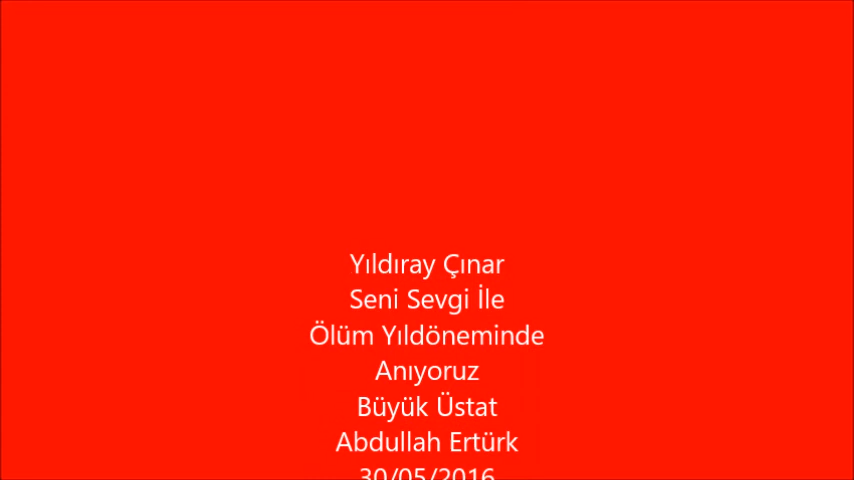 Yıldıray Çınar
Seni Sevgi İle
Ölüm Yıldöneminde
Anıyoruz
Büyük Üstat
Abdullah Ertürk
30/05/2016